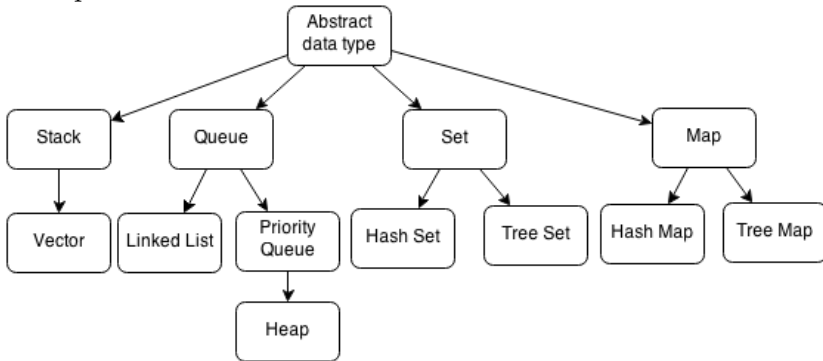 Abstract
data type
Stack
Queue
Set
Map
Vector
Linked List
Priority
Queue
Hash Set
Tree Set
Hash Map
Tree Map
Heap